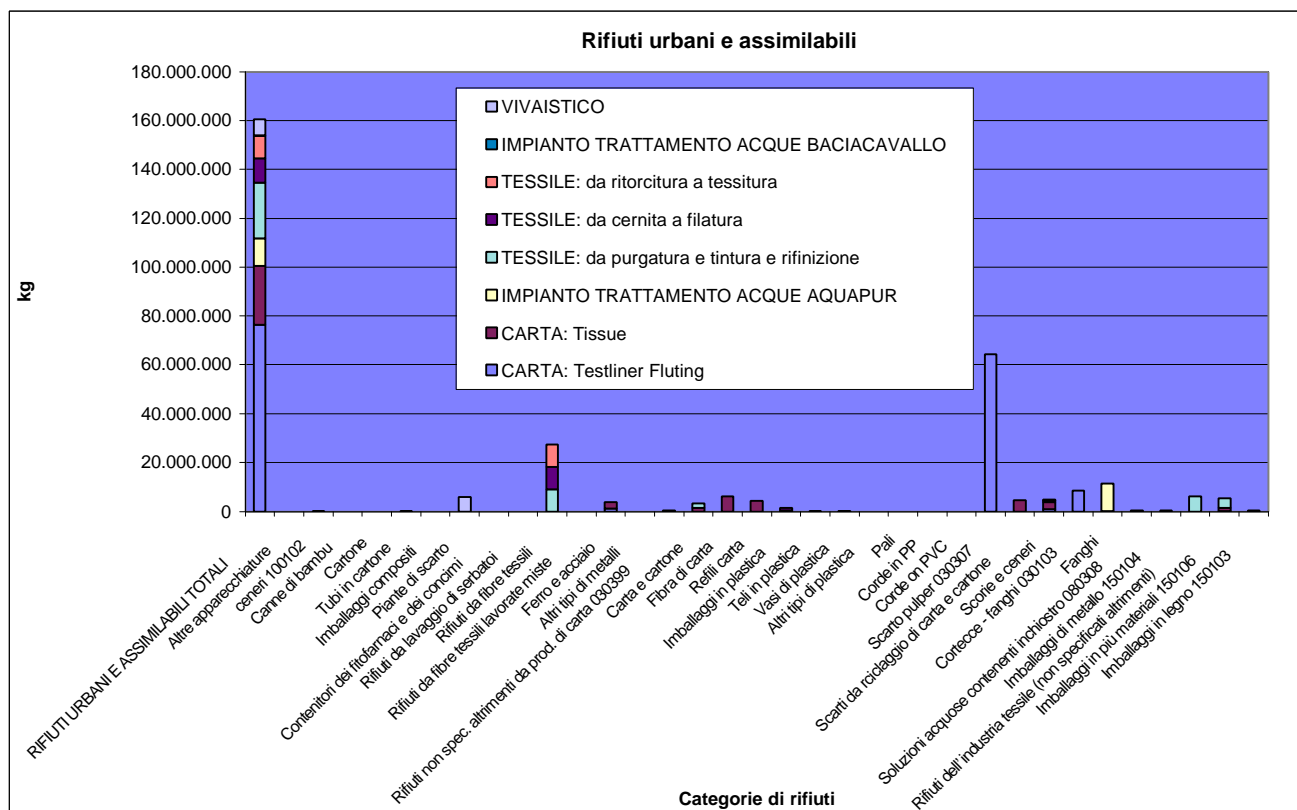 Rifiuti urbani e assimilabili
180.000.000
160.000.000
140.000.000
120.000.000
100.000.000
80.000.000
60.000.000
40.000.000
20.000.000
0
kg
VIVAISTICO
IMPIANTO TRATTAMENTO ACQUE BACIACAVALLO
TESSILE: da ritorcitura a tessitura
TESSILE: da cernita a filatura
TESSILE: da purgatura e tintura e rifinizione
IMPIANTO TRATTAMENTO ACQUE AQUAPUR
CARTA: Tissue
CARTA: Testliner Fluting
RIFIUTI URBANI E ASSIMILABILI TOTALI
Altre apparecchiature
ceneri 100102
Canne di bambu
Cartone
Tubi in cartone
Imballaggi compositi
Piante di scarto
Contenitori dei fitofarnaci e dei concimi
Rifiuti da lavaggio di serbatoi
Rifiuti da fibre tessili
Rifiuti da fibre tessili lavorate miste
Ferro e acciaio
Altri tipi di metalli
Rifiuti non spec. altrimenti da prod. di carta 030399
Carta e cartone
Fibra di carta
Refili carta
Imballaggi in plastica
Teli in plastica
Vasi di plastica
Altri tipi di plastica
Pali
Corde in PP
Corde on PVC
Scarto pulper 030307
Scarti da rciclaggio di carta e cartone
Scorie e ceneri
Cortecce - fanghi 030103
Fanghi
Soluzioni acquose contenenti inchiostro 080308
Imballaggi di metallo 150104
Rifiuti dell'industria tessile (non specificati altrimenti)
Imballaggi in più materiali 150106
Imballaggi in legno 150103
Categorie di rifiuti